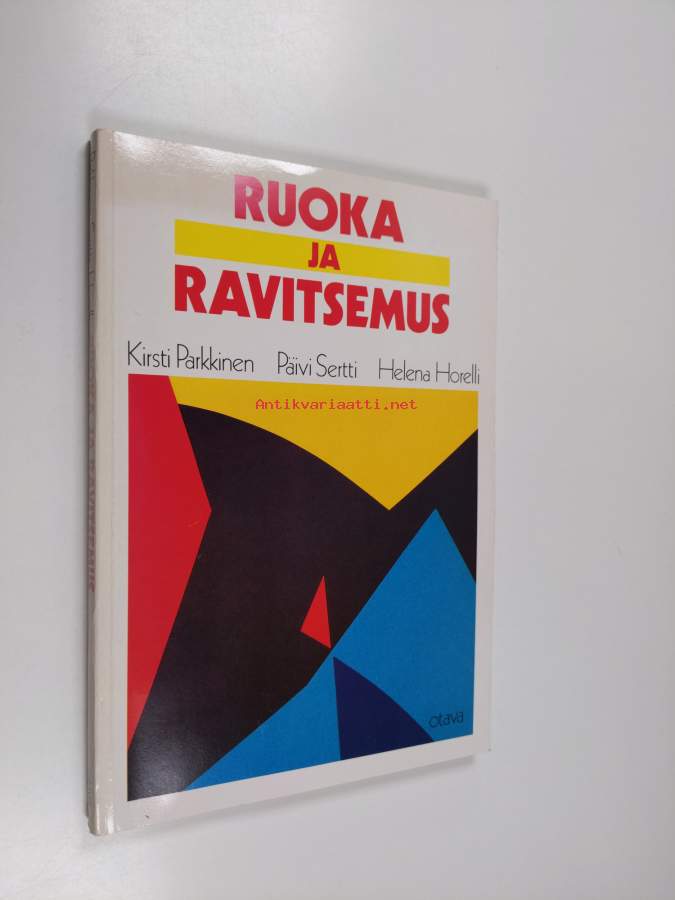 RUOKA
JA
RAVITSEMUS
Kirsti Parkkinen Päivi Sertti Helena Horelli
Antikvariaatti.net
otava